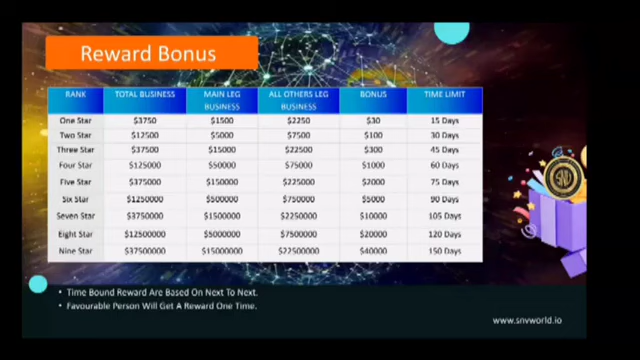 Reward Bonus
RANK TOTAL BUSINESS MAIN LEG BUSINESS ALL OTHERS LEG BUSINESS BONUS TIME LIMIT
One Star $3750 $1500 $2250 $30 15 Days
Two Star $12500 $5000 $7500 $100 30 Days
Three Star $37500 $15000 $22500 $300 45 Days
Four Star $125000 $50000 $75000 $1000 60 Days
Five Star $375000 $150000 $225000 $2000 75 Days
Six Star $1250000 $500000 $750000 $5000 90 Days
Seven Star $3750000 $1500000 $2250000 $10000 105 Days
Eight Star $12500000 $5000000 $7500000 $20000 120 Days
Nine Star $37500000 $15000000 $22500000 $40000 150 Days
SNV
• Time Bound Reward Are Based On Next To Next.
• Favourable Person Will Get A Reward One Time.
www.snvworld.io